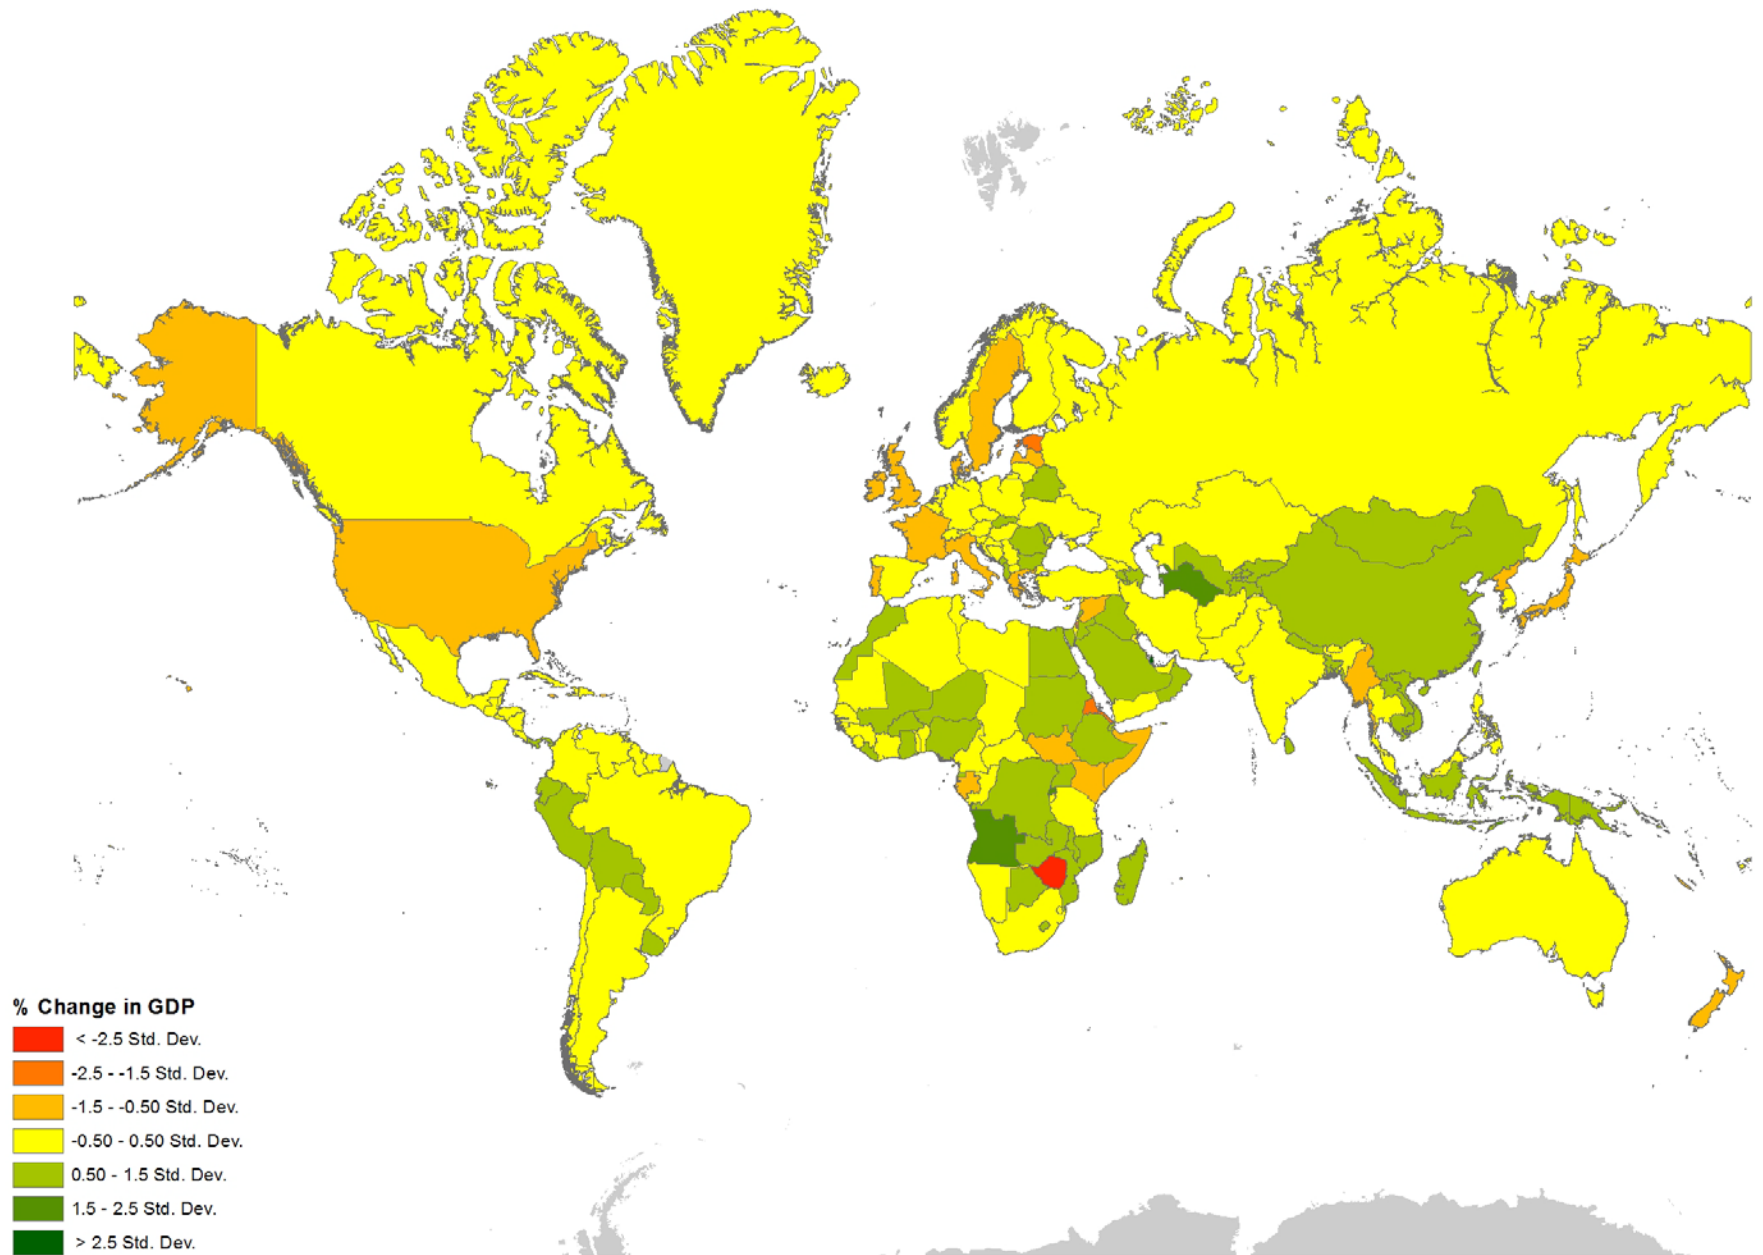 % Change in GDP
< -2.5 Std. Dev.
-2.5 - -1.5 Std. Dev.
-1.5 - -0.50 Std. Dev.
-0.50 - 0.50 Std. Dev.
0.50 - 1.5 Std. Dev.
1.5 - 2.5 Std. Dev.
> 2.5 Std. Dev.